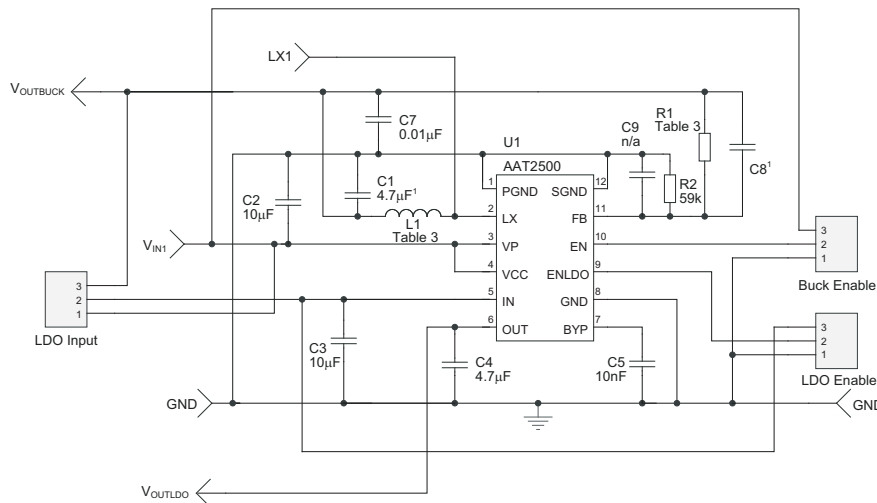 LX1
VOUTBUCK
C7
0.01µF
U1
AAT2500
C9
n/a
R1
Table 3
C8¹
C2
10µF
C1
4.7µF¹
L1
Table 3
R2
59k
1 PGND SGND 12
2 LX FB 11
3 VP EN 10
4 VCC ENLDO 9
5 IN GND 8
6 OUT BYP 7
VIN1
3
2
1
Buck Enable
3
2
1
LDO Input
C3
10µF
C4
4.7µF
C5
10nF
3
2
1
LDO Enable
GND
GND
VOUTLDO